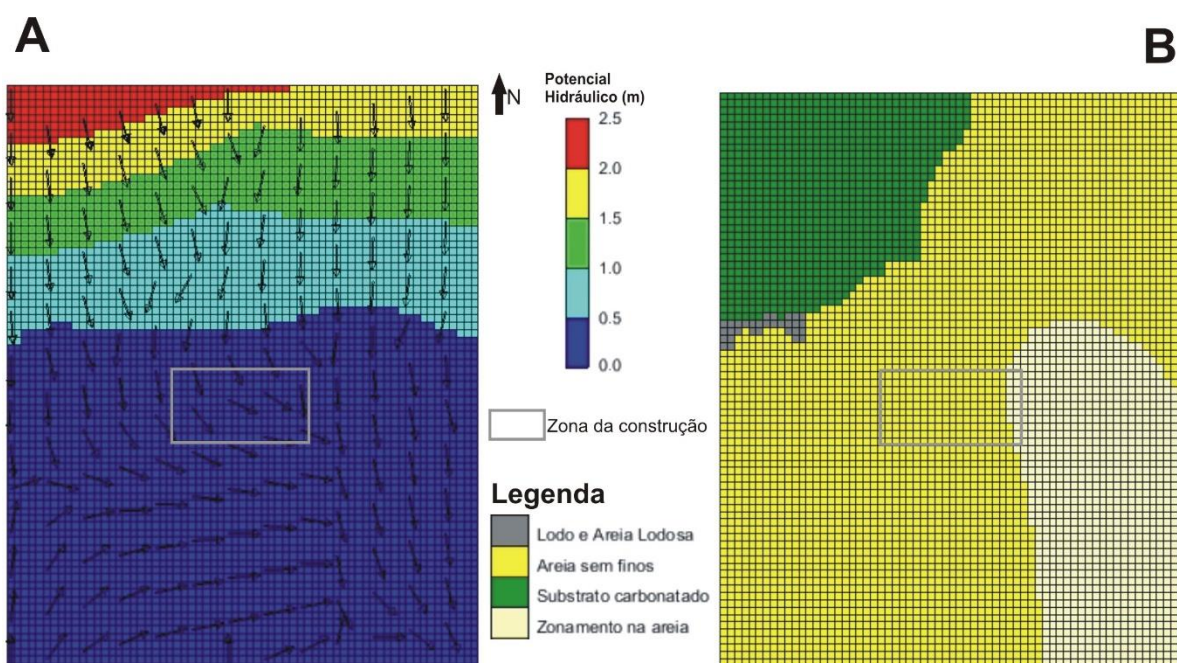 A
B
N
Potencial
Hidráulico (m)
2.5
2.0
1.5
1.0
0.5
0.0
Zona da construção
Legenda
Lodo e Areia Lodosa
Areia sem finos
Substrato carbonatado
Zonamento na areia